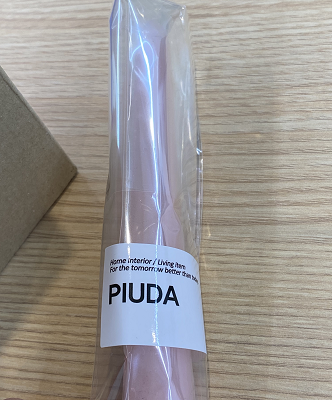 Home Interior / Living Item
For the tomorrow better than
PIUDA